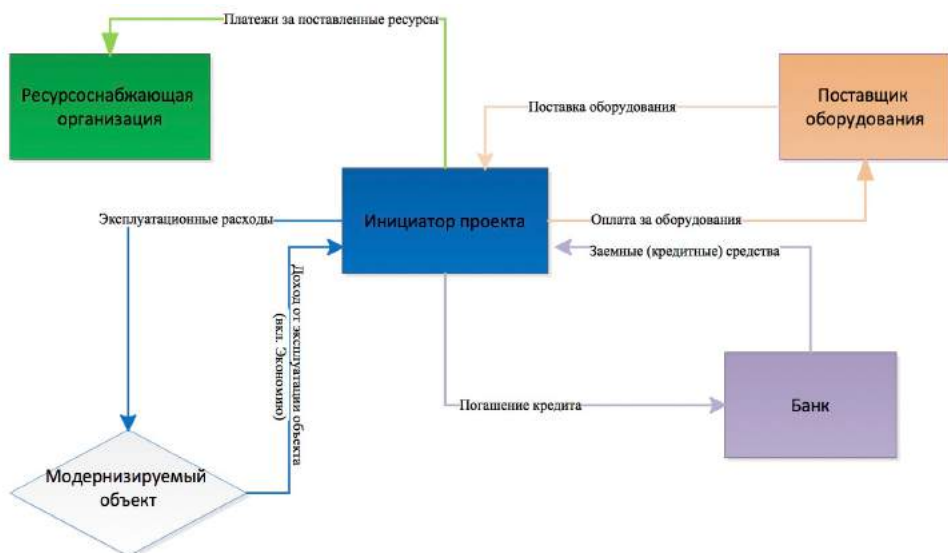 Платежи за поставленные ресурсы
Ресурсоснабжающая
организация
Поставка оборудования
Поставщик
оборудования
Эксплуатационные расходы
Инициатор проекта
Оплата за оборудования
Заемные (кредитные) средства
Доход от эксплуатации объекта
(вкл. Экономию)
Погашение кредита
Банк
Модернизируемый
объект